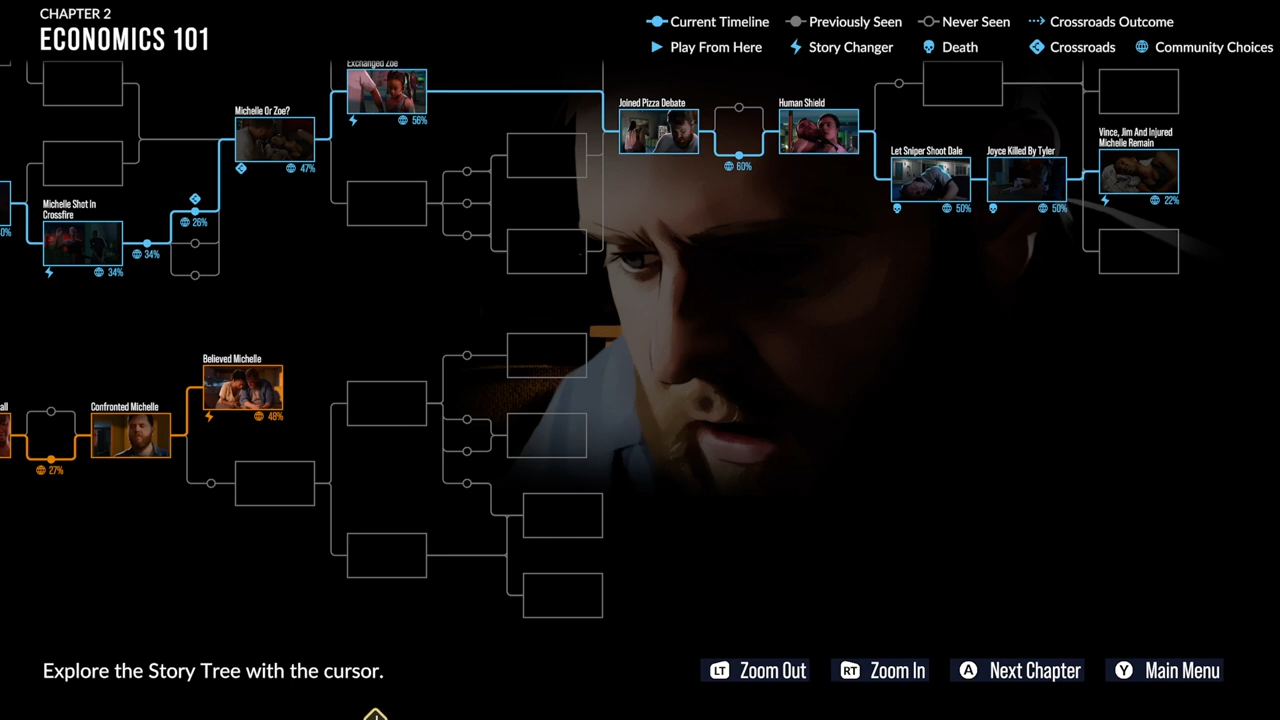 CHAPTER 2
ECONOMICS 101
Current Timeline
Previously Seen
Never Seen
Crossroads Outcome
Play From Here
Story Changer
Death
Crossroads
Community Choices
Exchanged Zoe
56%
Michelle Or Zoe?
47%
Joined Pizza Debate
60%
Human Shield
Let Sniper Shoot Dale
50%
Joyce Killed By Tyler
50%
Vince, Jim And Injured
Michelle Remain
22%
Michelle Shot In
Crossfire
34%
34%
26%
0%
Believed Michelle
48%
all
Confronted Michelle
27%
Explore the Story Tree with the cursor.
LT Zoom Out
RT Zoom In
A Next Chapter
Y Main Menu